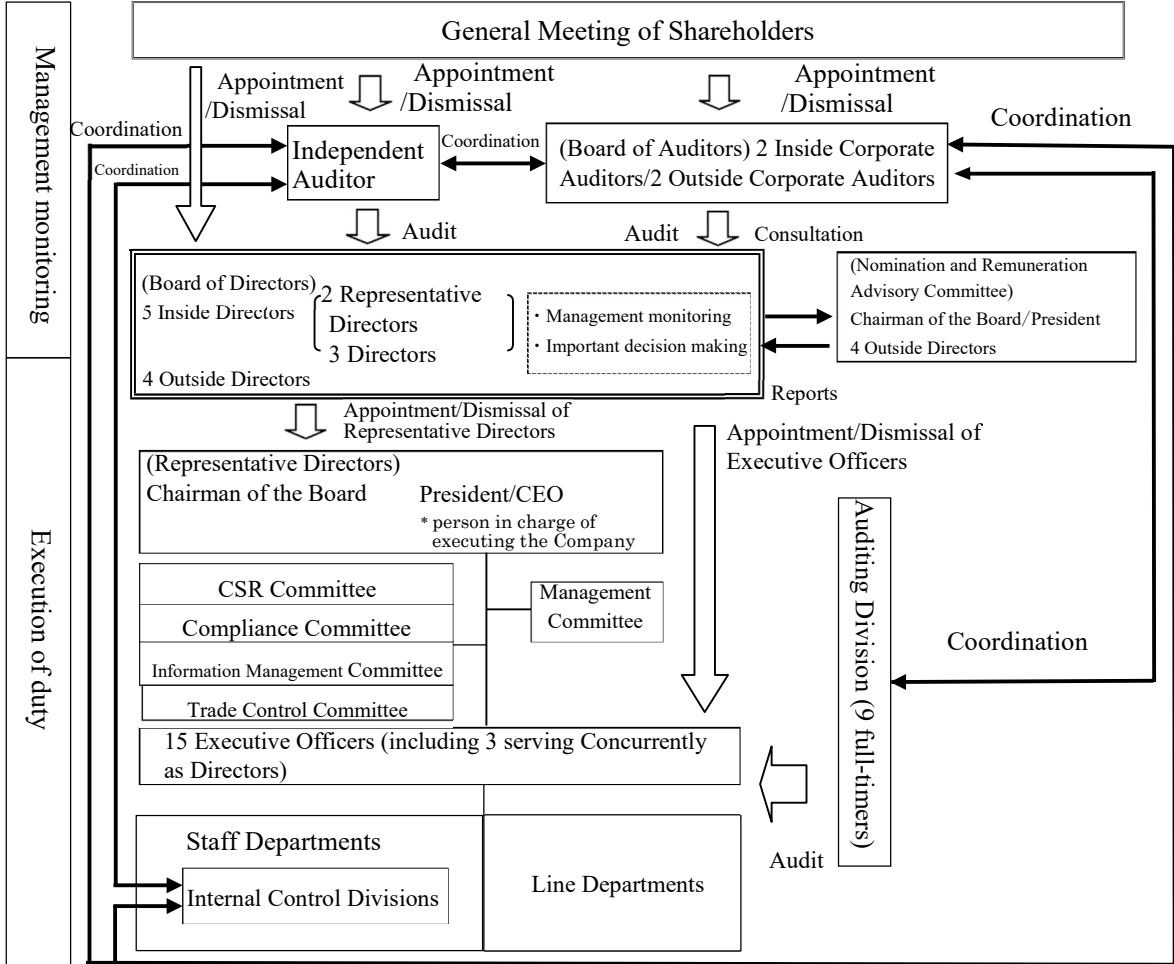 General Meeting of Shareholders
Management monitoring
Appointment
/Dismissal
Appointment
/Dismissal
Appointment
/Dismissal
Coordination
Coordination
Coordination
Coordination
Independent
Auditor
(Board of Auditors) 2 Inside Corporate
Auditors/2 Outside Corporate Auditors
Audit
Audit
Consultation
(Board of Directors)
5 Inside Directors
2 Representative
Directors
3 Directors
4 Outside Directors
・Management monitoring
・Important decision making
(Nomination and Remuneration
Advisory Committee)
Chairman of the Board/President
4 Outside Directors
Reports
Execution of duty
Appointment/Dismissal of
Representative Directors
Appointment/Dismissal of
Executive Officers
(Representative Directors)
Chairman of the Board
President/CEO
* person in charge of
executing the Company
CSR Committee
Compliance Committee
Information Management Committee
Trade Control Committee
Management
Committee
Auditing Division (9 full-timers)
Coordination
15 Executive Officers (including 3 serving Concurrently
as Directors)
Audit
Staff Departments
Internal Control Divisions
Line Departments